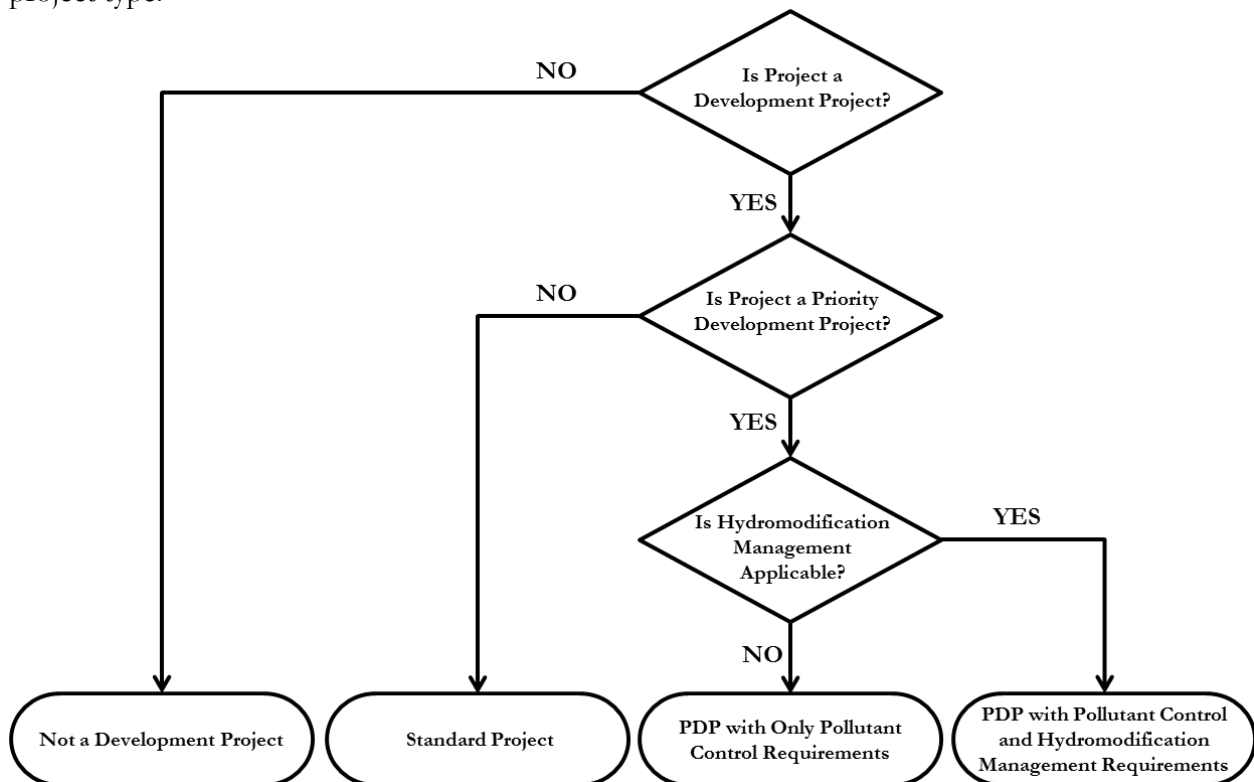 project type.
NO
Is Project a
Development Project?
YES
NO
Is Project a Priority
Development Project?
YES
Is Hydromodification
Management
Applicable?
YES
NO
Not a Development Project
Standard Project
PDP with Only Pollutant
Control Requirements
PDP with Pollutant Control
and Hydromodification
Management Requirements